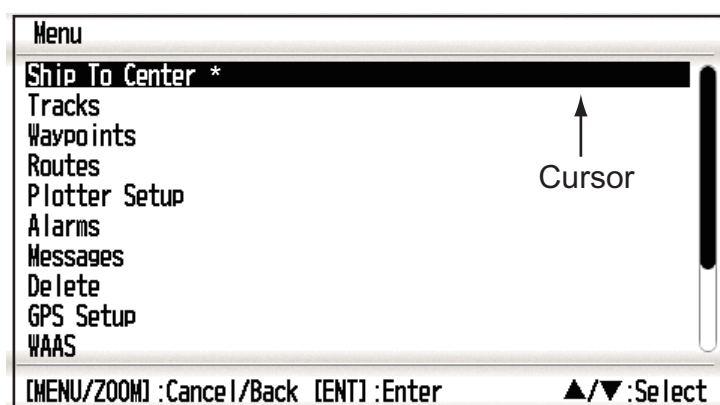 Menu
Ship To Center *
Tracks
Waypoints
Routes
Cursor
Plotter Setup
Alarms
Messages
Delete
GPS Setup
WAAS
[MENU/ZOOM]:Cancel/Back [ENT]:Enter ▲/▼:Select